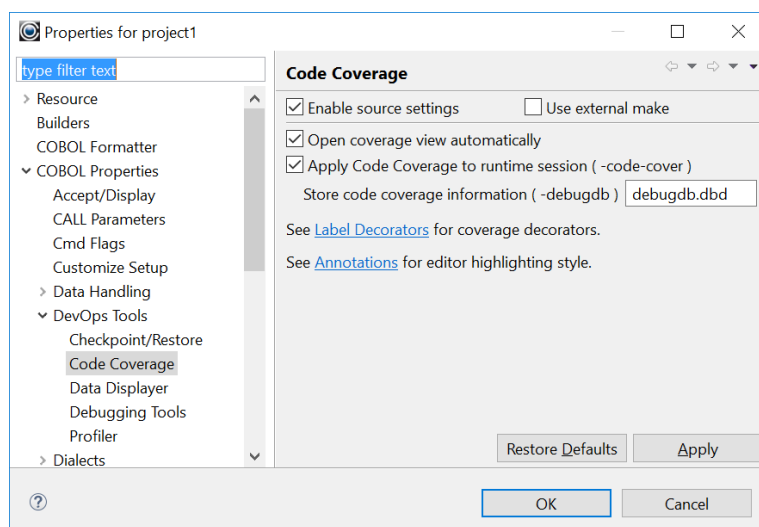 Properties for project1
type filter text
Resource
Builders
COBOL Formatter
COBOL Properties
Accept/Display
CALL Parameters
Cmd Flags
Customize Setup
Data Handling
DevOps Tools
Checkpoint/Restore
Code Coverage
Data Displayer
Debugging Tools
Profiler
Dialects
Code Coverage
Enable source settings
Use external make
Open coverage view automatically
Apply Code Coverage to runtime session ( -code-cover )
Store code coverage information ( -debugdb ) debugdb.dbd
See Label Decorators for coverage decorators.
See Annotations for editor highlighting style.
Restore Defaults
Apply
?
OK
Cancel